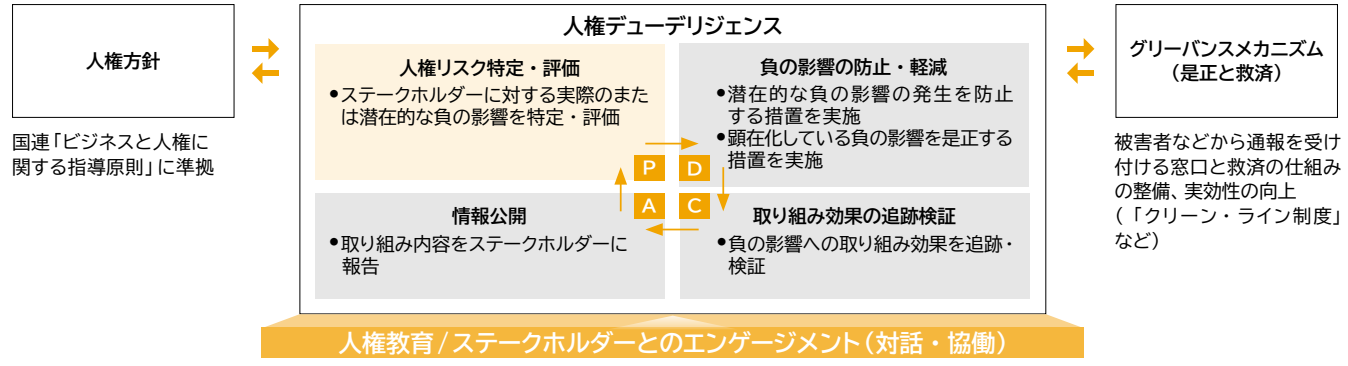 人権方針
国連「ビジネスと人権に
関する指導原則」に準拠
人権デューデリジェンス
人権リスク特定・評価
●ステークホルダーに対する実際のまた
は潜在的な負の影響を特定・評価
P
負の影響の防止・軽減
●潜在的な負の影響の発生を防止
する措置を実施
●顕在化している負の影響を是正する
措置を実施
D
A
情報公開
●取り組み内容をステークホルダーに
報告
C
取り組み効果の追跡検証
●負の影響への取り組み効果を追跡・
検証
グリーバンスメカニズム
（是正と救済）
被害者などから通報を受け
付ける窓口と救済の仕組み
の整備、実効性の向上
（「クリーン・ライン制度」
など）
人権教育/ステークホルダーとのエンゲージメント（対話・協働）